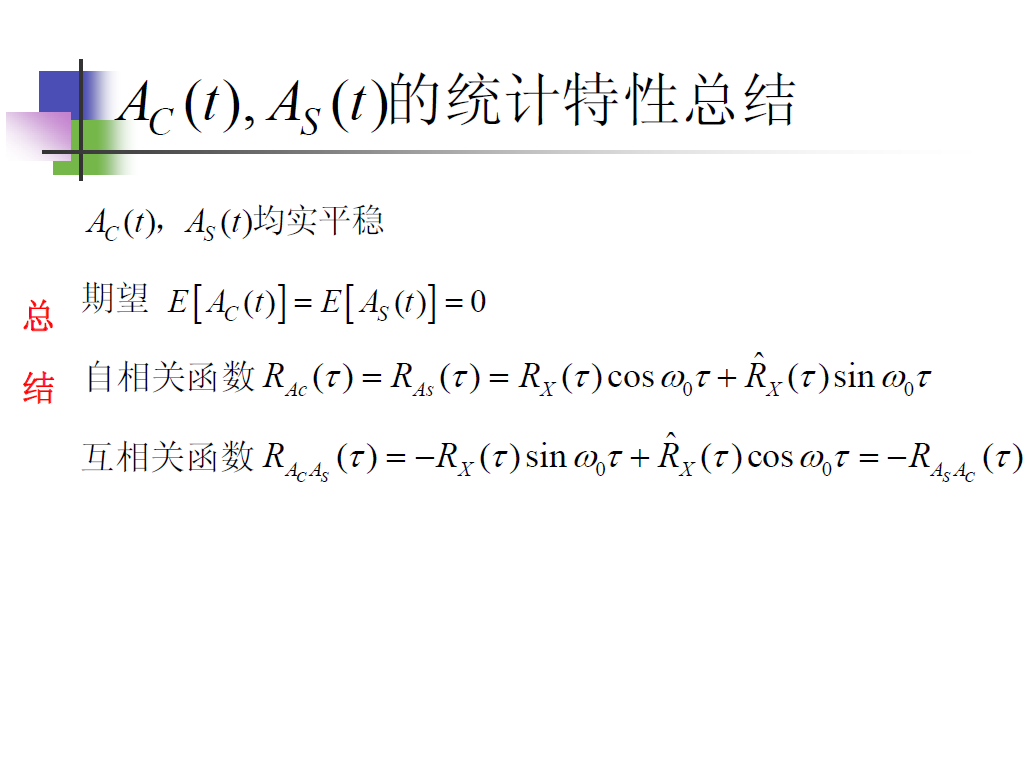 A_C(t), A_S(t)的统计特性总结
A_C(t)，A_S(t)均实平稳
总结
期望 E[A_C(t)] = E[A_S(t)] = 0
自相关函数 R_{Ac}(τ) = R_{As}(τ) = R_X(τ)cos ω_0τ + R̂_X(τ)sin ω_0τ
互相关函数 R_{A_C A_S}(τ) = −R_X(τ)sin ω_0τ + R̂_X(τ)cos ω_0τ = −R_{A_S A_C}(τ)